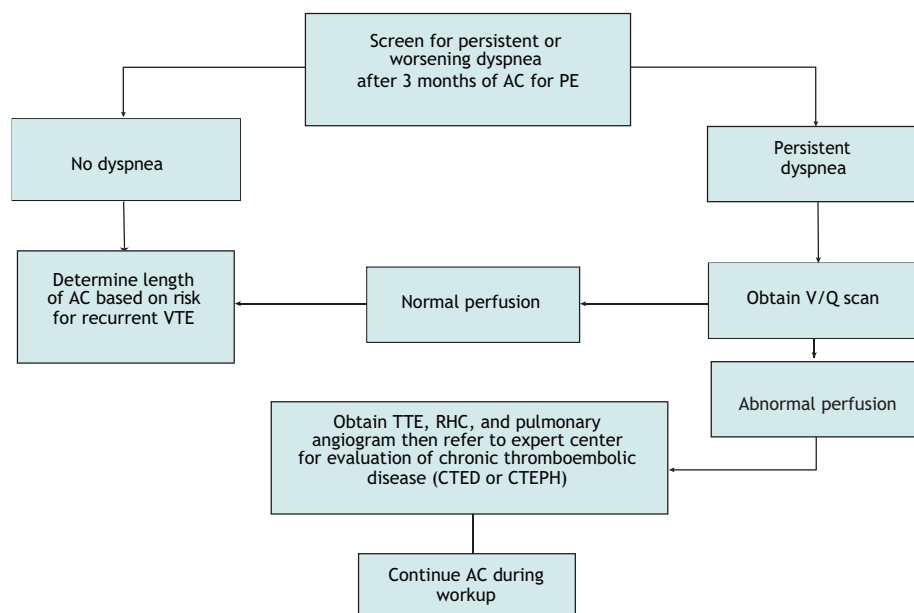 Screen for persistent or
worsening dyspnea
after 3 months of AC for PE
No dyspnea
Persistent
dyspnea
Determine length
of AC based on risk
for recurrent VTE
Normal perfusion
Obtain V/Q scan
Abnormal perfusion
Obtain TTE, RHC, and pulmonary
angiogram then refer to expert center
for evaluation of chronic thromboembolic
disease (CTED or CTEPH)
Continue AC during
workup